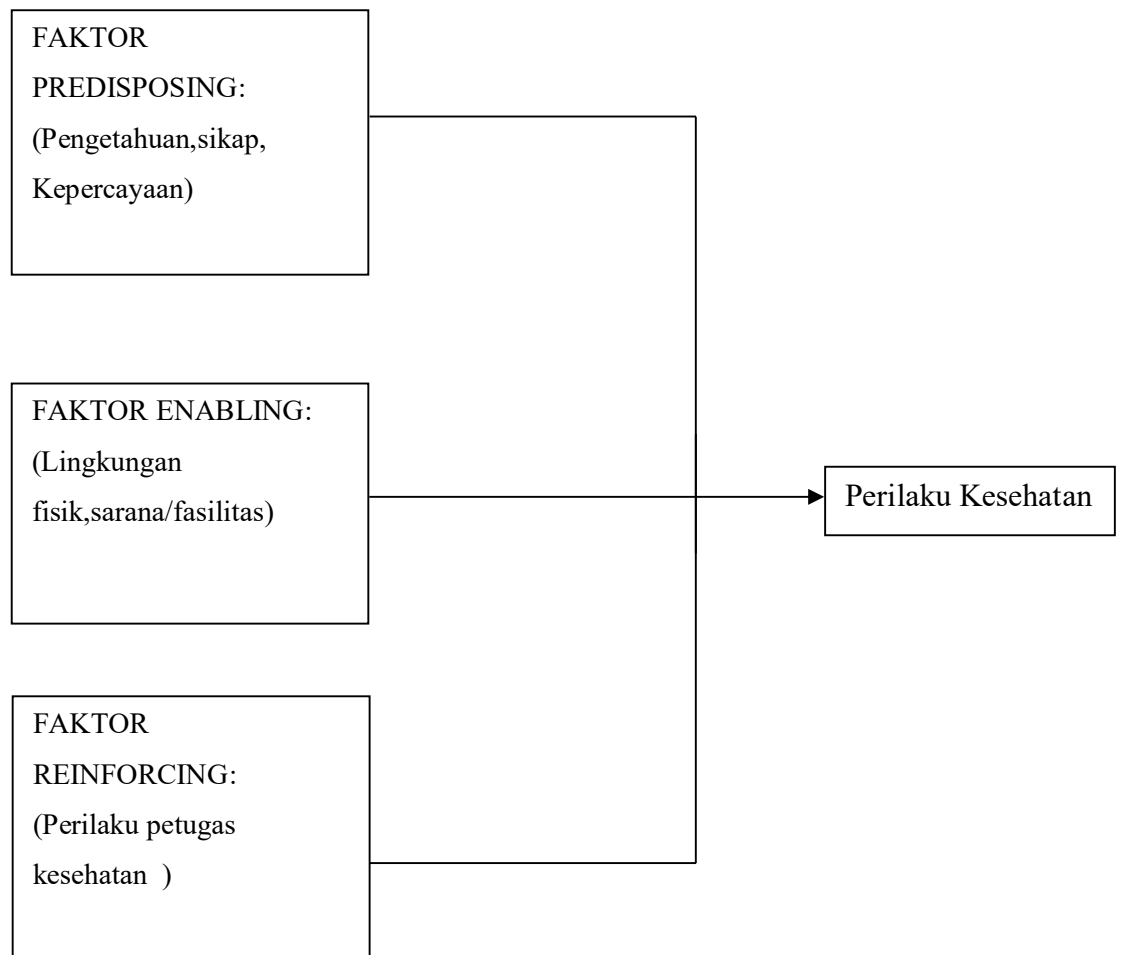 FAKTOR
PREDISPOSING:
(Pengetahuan,sikap,
Kepercayaan)
FAKTOR ENABLING:
(Lingkungan
fisik,sarana/fasilitas)
Perilaku Kesehatan
FAKTOR
REINFORCING:
(Perilaku petugas
kesehatan  )